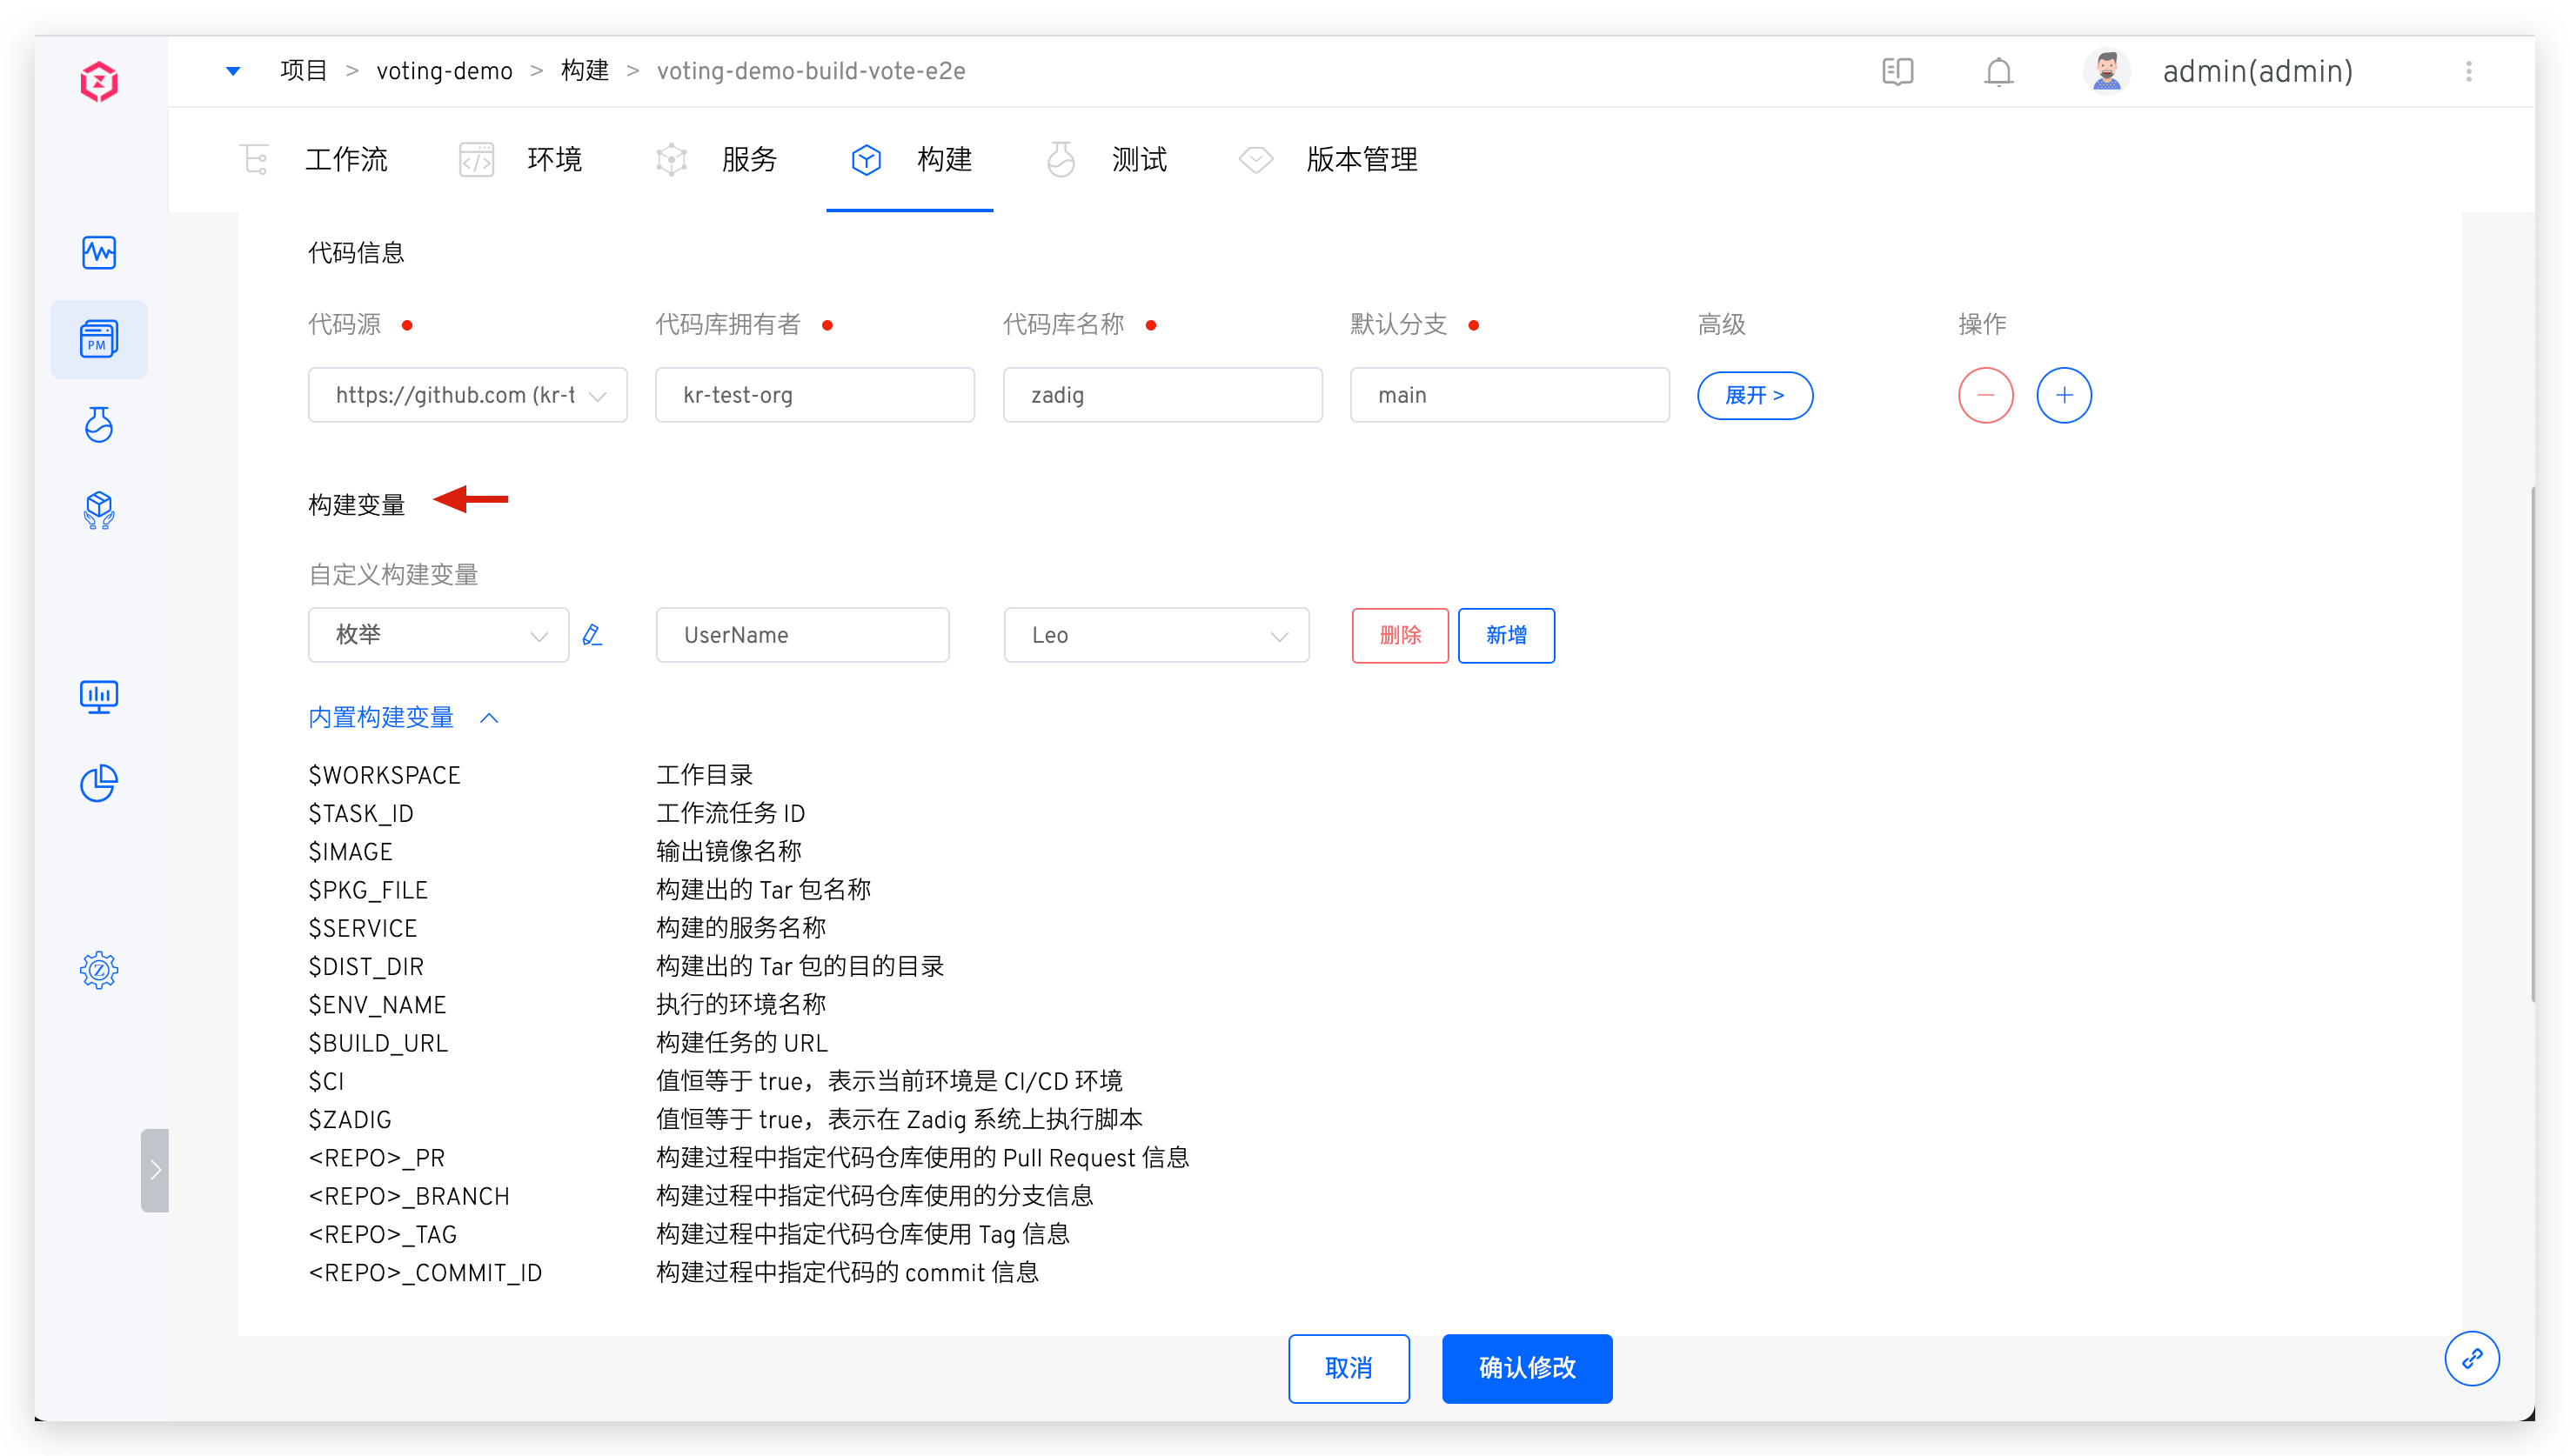 项目 > voting-demo > 构建 > voting-demo-build-vote-e2e
admin(admin)
工作流 环境 服务 构建 测试 版本管理
PM
代码信息
代码源 代码库拥有者 代码库名称 默认分支 高级 操作
https://github.com (kr-t kr-test-org zadig main 展开 >
构建变量
自定义构建变量
枚举 UserName Leo 删除 新增
内置构建变量
$WORKSPACE 工作目录
$TASK_ID 工作流任务 ID
$IMAGE 输出镜像名称
$PKG_FILE 构建出的 Tar 包名称
$SERVICE 构建的服务名称
$DIST_DIR 构建出的 Tar 包的目的目录
$ENV_NAME 执行的环境名称
$BUILD_URL 构建任务的 URL
$CI 值恒等于 true，表示当前环境是 CI/CD 环境
$ZADIG 值恒等于 true，表示在 Zadig 系统上执行脚本
<REPO>_PR 构建过程中指定代码仓库使用的 Pull Request 信息
<REPO>_BRANCH 构建过程中指定代码仓库使用的分支信息
<REPO>_TAG 构建过程中指定代码仓库使用 Tag 信息
<REPO>_COMMIT_ID 构建过程中指定代码的 commit 信息
取消 确认修改